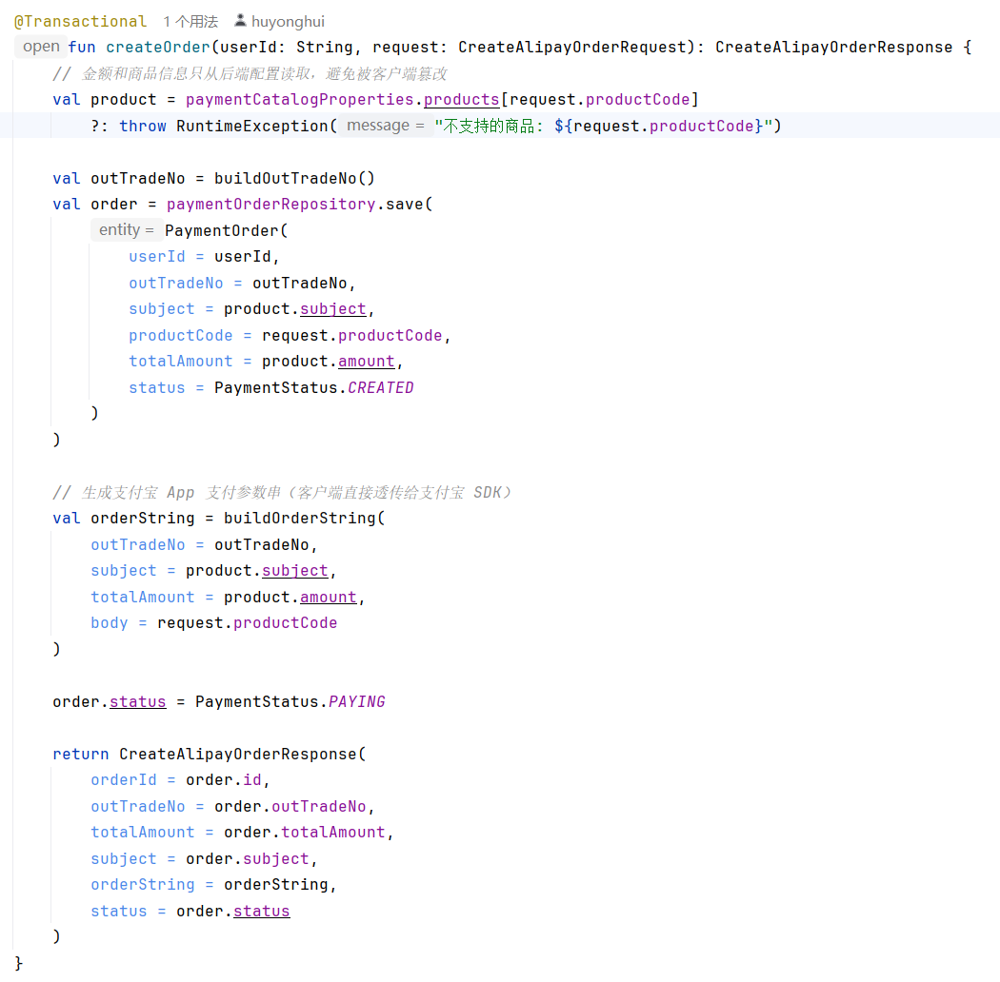 @Transactional 1 个用法 huyonghui
open fun createOrder(userId: String, request: CreateAlipayOrderRequest): CreateAlipayOrderResponse {
// 金额和商品信息只从后端配置读取，避免被客户端篡改
val product = paymentCatalogProperties.products[request.productCode]
?: throw RuntimeException( message = "不支持的商品: ${request.productCode}")
val outTradeNo = buildOutTradeNo()
val order = paymentOrderRepository.save(
entity = PaymentOrder(
userId = userId,
outTradeNo = outTradeNo,
subject = product.subject,
productCode = request.productCode,
totalAmount = product.amount,
status = PaymentStatus.CREATED
)
)
// 生成支付宝 App 支付参数串（客户端直接透传给支付宝 SDK）
val orderString = buildOrderString(
outTradeNo = outTradeNo,
subject = product.subject,
totalAmount = product.amount,
body = request.productCode
)
order.status = PaymentStatus.PAYING
return CreateAlipayOrderResponse(
orderId = order.id,
outTradeNo = order.outTradeNo,
totalAmount = order.totalAmount,
subject = order.subject,
orderString = orderString,
status = order.status
)
}